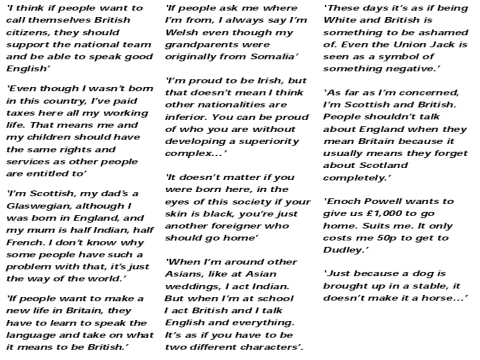 'I think if people want to
call themselves British
citizens, they should
support the national team
and be able to speak good
English'
'Even though I wasn't born
in this country, I've paid
taxes here all my working
life. That means me and
my children should have
the same rights and
services as other people
are entitled to'
'I'm Scottish, my dad's a
Glaswegian, although I
was born in England, and
my mum is half Indian, half
French. I don't know why
some people have such a
problem with that, it's just
the way of the world.'
'If people want to make a
new life in Britain, they
have to learn to speak the
language and take on what
it means to be British.'
'If people ask me where
I'm from, I always say I'm
Welsh even though my
grandparents were
originally from Somalia'
'I'm proud to be Irish, but
that doesn't mean I think
other nationalities are
inferior. You can be proud
of who you are without
developing a superiority
complex...'
'It doesn't matter if you
were born here, in the
eyes of this society if your
skin is black, you're just
another foreigner who
should go home'
'When I'm around other
Asians, like at Asian
weddings, I act Indian.
But when I'm at school
I act British and I talk
English and everything.
It's as if you have to be
two different characters'.
'These days it's as if being
White and British is
something to be ashamed
of. Even the Union Jack is
seen as a symbol of
something negative.'
'As far as I'm concerned,
I'm Scottish and British.
People shouldn't talk
about England when they
mean Britain because it
usually means they forget
about Scotland
completely.'
'Enoch Powell wants to
give us £1,000 to go
home. Suits me. It only
costs me 50p to get to
Dudley.'
'Just because a dog is
brought up in a stable, it
doesn't make it a horse...'